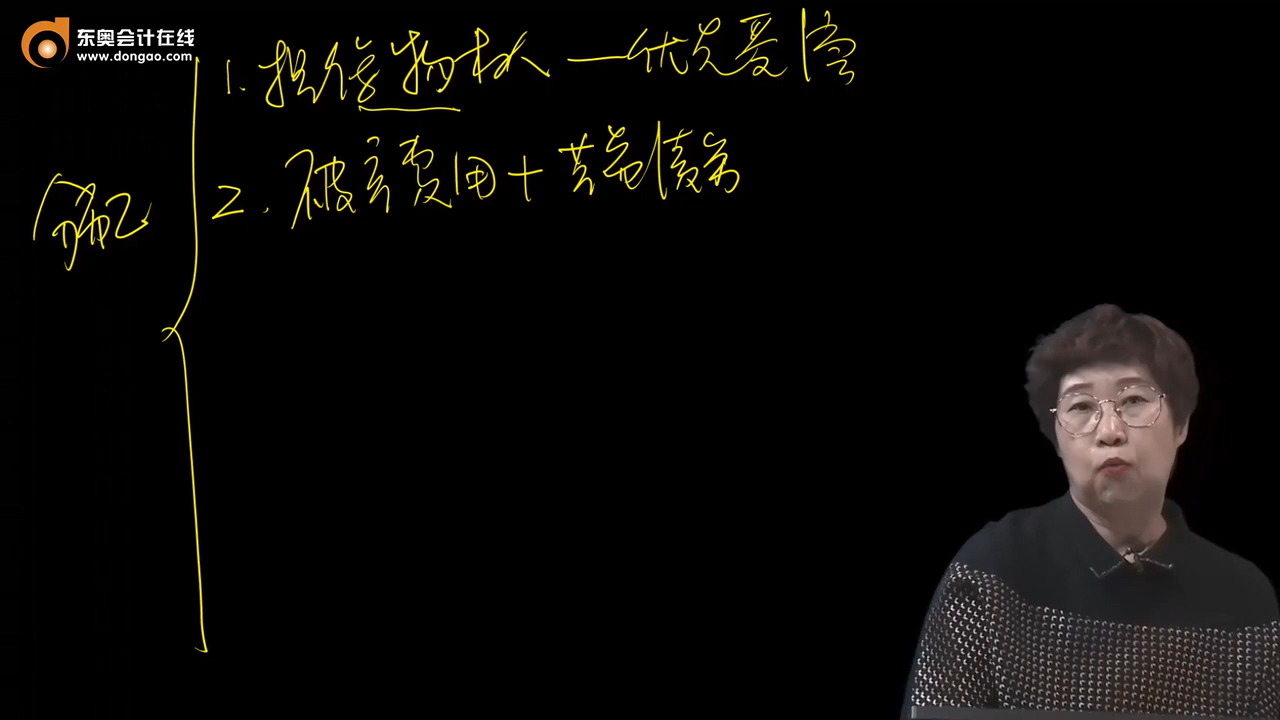 东奥会计在线
www.dongao.com
1. 担保物权—优先受偿
分配
2. 破产费用+共益债务